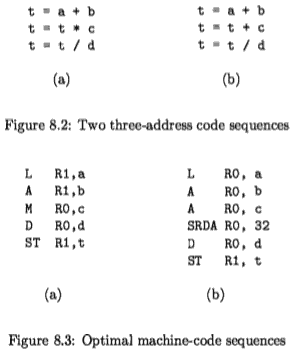 t = a + b
t = t * c
t = t / d
(a)
t = a + b
t = t + c
t = t / d
(b)
Figure 8.2: Two three-address code sequences
L R1,a
A R1,b
M R0,c
D R0,d
ST R1,t
(a)
L R0, a
A R0, b
A R0, c
SRDA R0, 32
D R0, d
ST R1, t
(b)
Figure 8.3: Optimal machine-code sequences